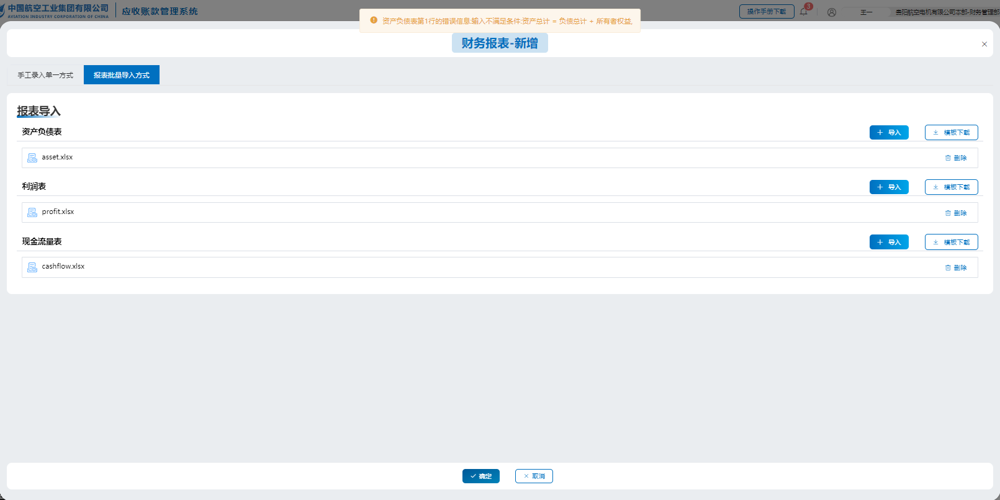 中国航空工业集团有限公司
AVIATION INDUSTRY CORPORATION OF CHINA
应收账款管理系统
操作手册下载
3
王一
贵阳航空电机有限公司本部-财务管理部
资产负债表第1行的错误信息:输入不满足条件:资产总计 = 负债总计 + 所有者权益,
财务报表-新增
手工录入单一方式
报表批量导入方式
报表导入
资产负债表
导入
模板下载
asset.xlsx
删除
利润表
导入
模板下载
profit.xlsx
删除
现金流量表
导入
模板下载
cashflow.xlsx
删除
确定
取消